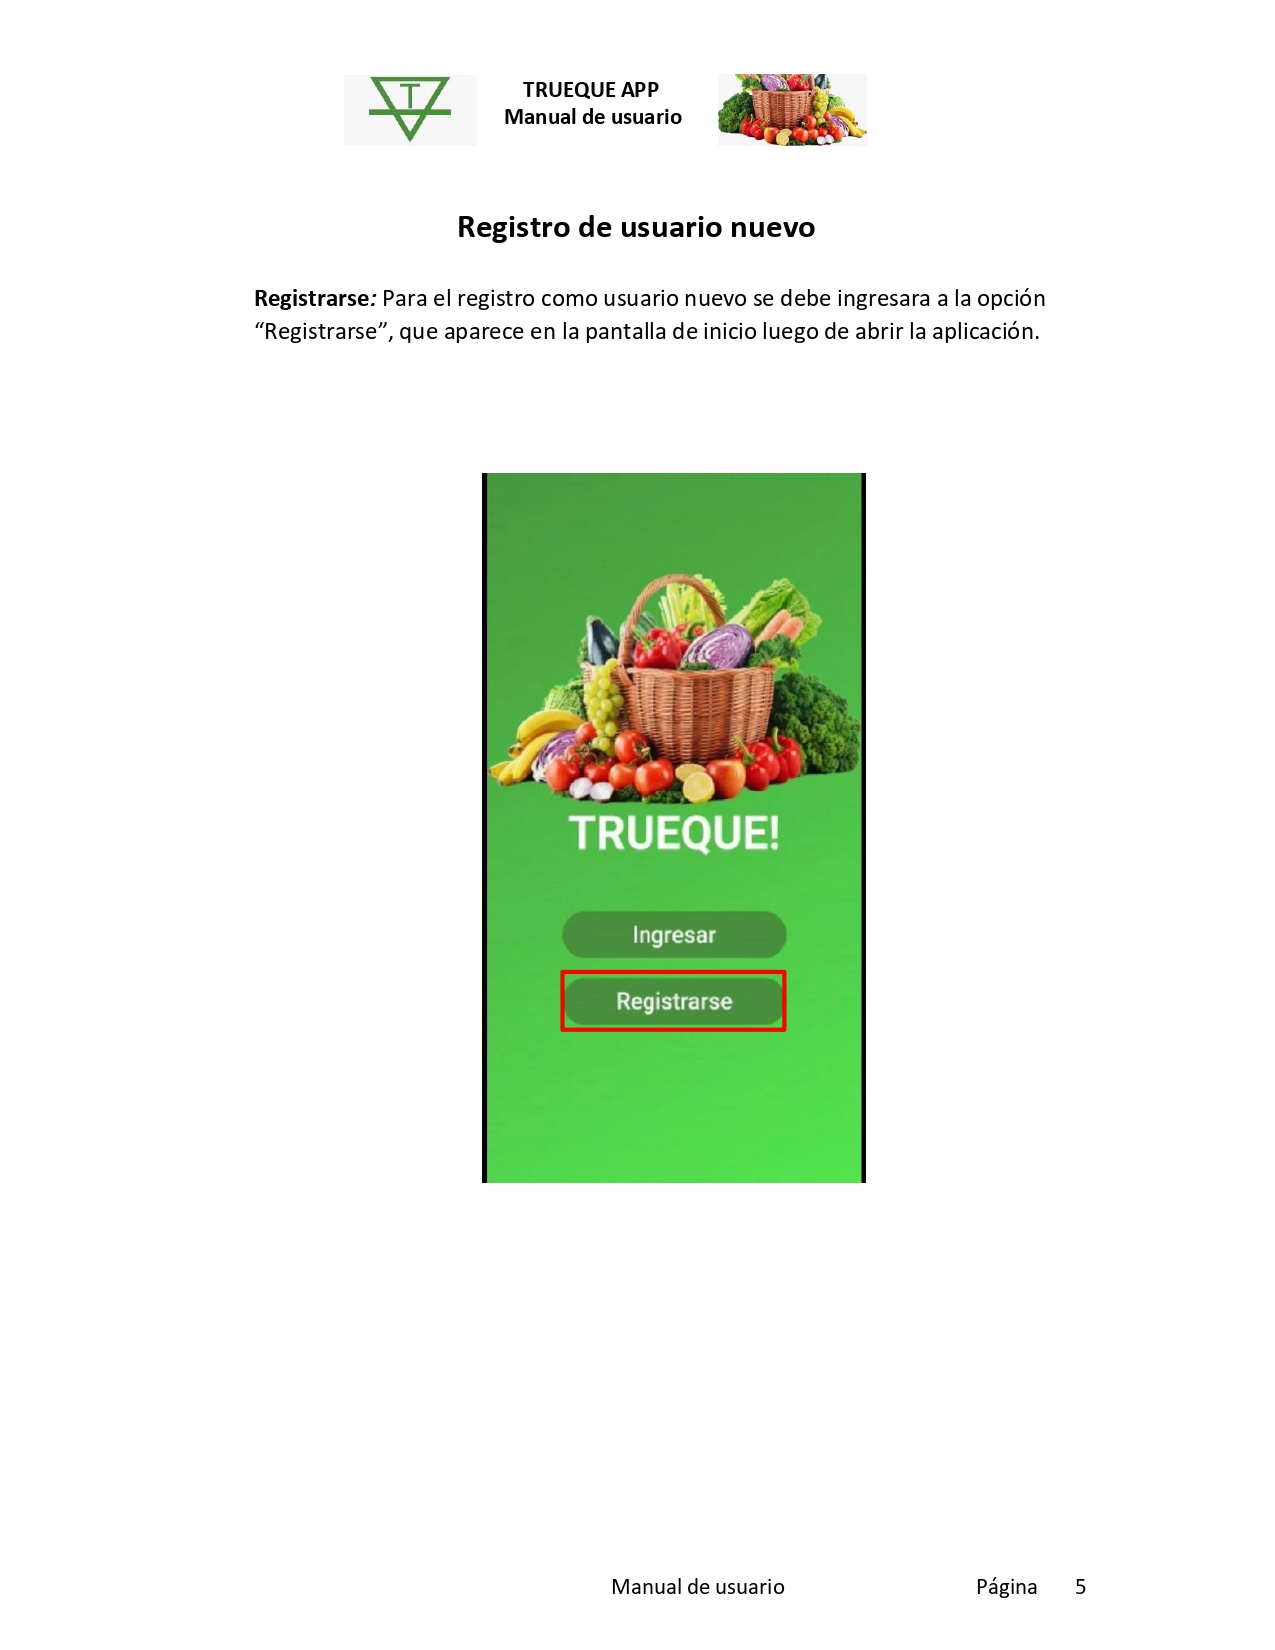 T
TRUEQUE APP
Manual de usuario
Registro de usuario nuevo
Registrarse: Para el registro como usuario nuevo se debe ingresara a la opción
“Registrarse”, que aparece en la pantalla de inicio luego de abrir la aplicación.
TRUEQUE!
Ingresar
Registrarse
Manual de usuario Página 5